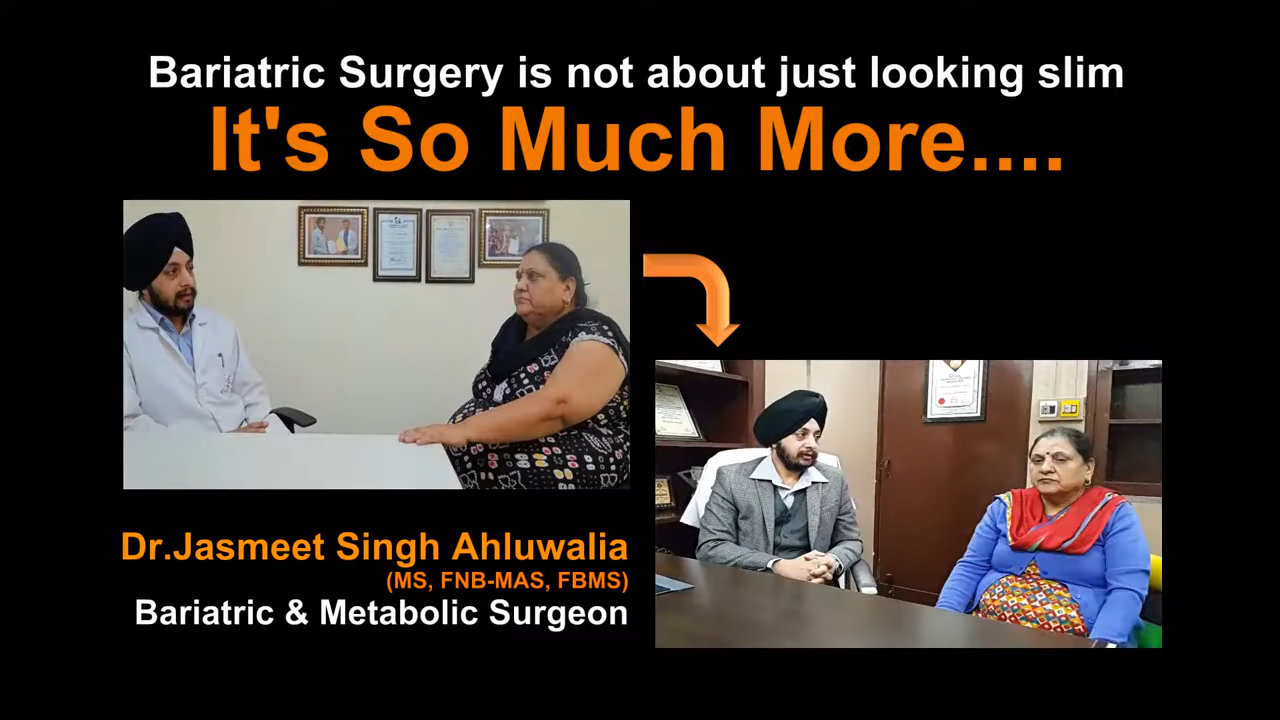 Bariatric Surgery is not about just looking slim
It's So Much More....
Dr.Jasmeet Singh Ahluwalia
(MS, FNB-MAS, FBMS)
Bariatric & Metabolic Surgeon